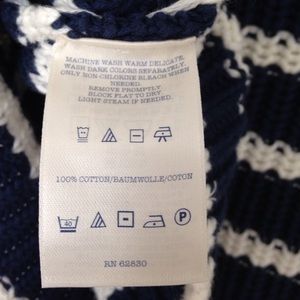 MACHINE WASH WARM DELICATE.
WASH DARK COLORS SEPARATELY.
ONLY NON-CHLORINE BLEACH WHEN
NEEDED.
REMOVE PROMPTLY
BLOCK FLAT TO DRY
LIGHT STEAM IF NEEDED.
100% COTTON/BAUMWOLLE/COTON
40 P
RN 62830